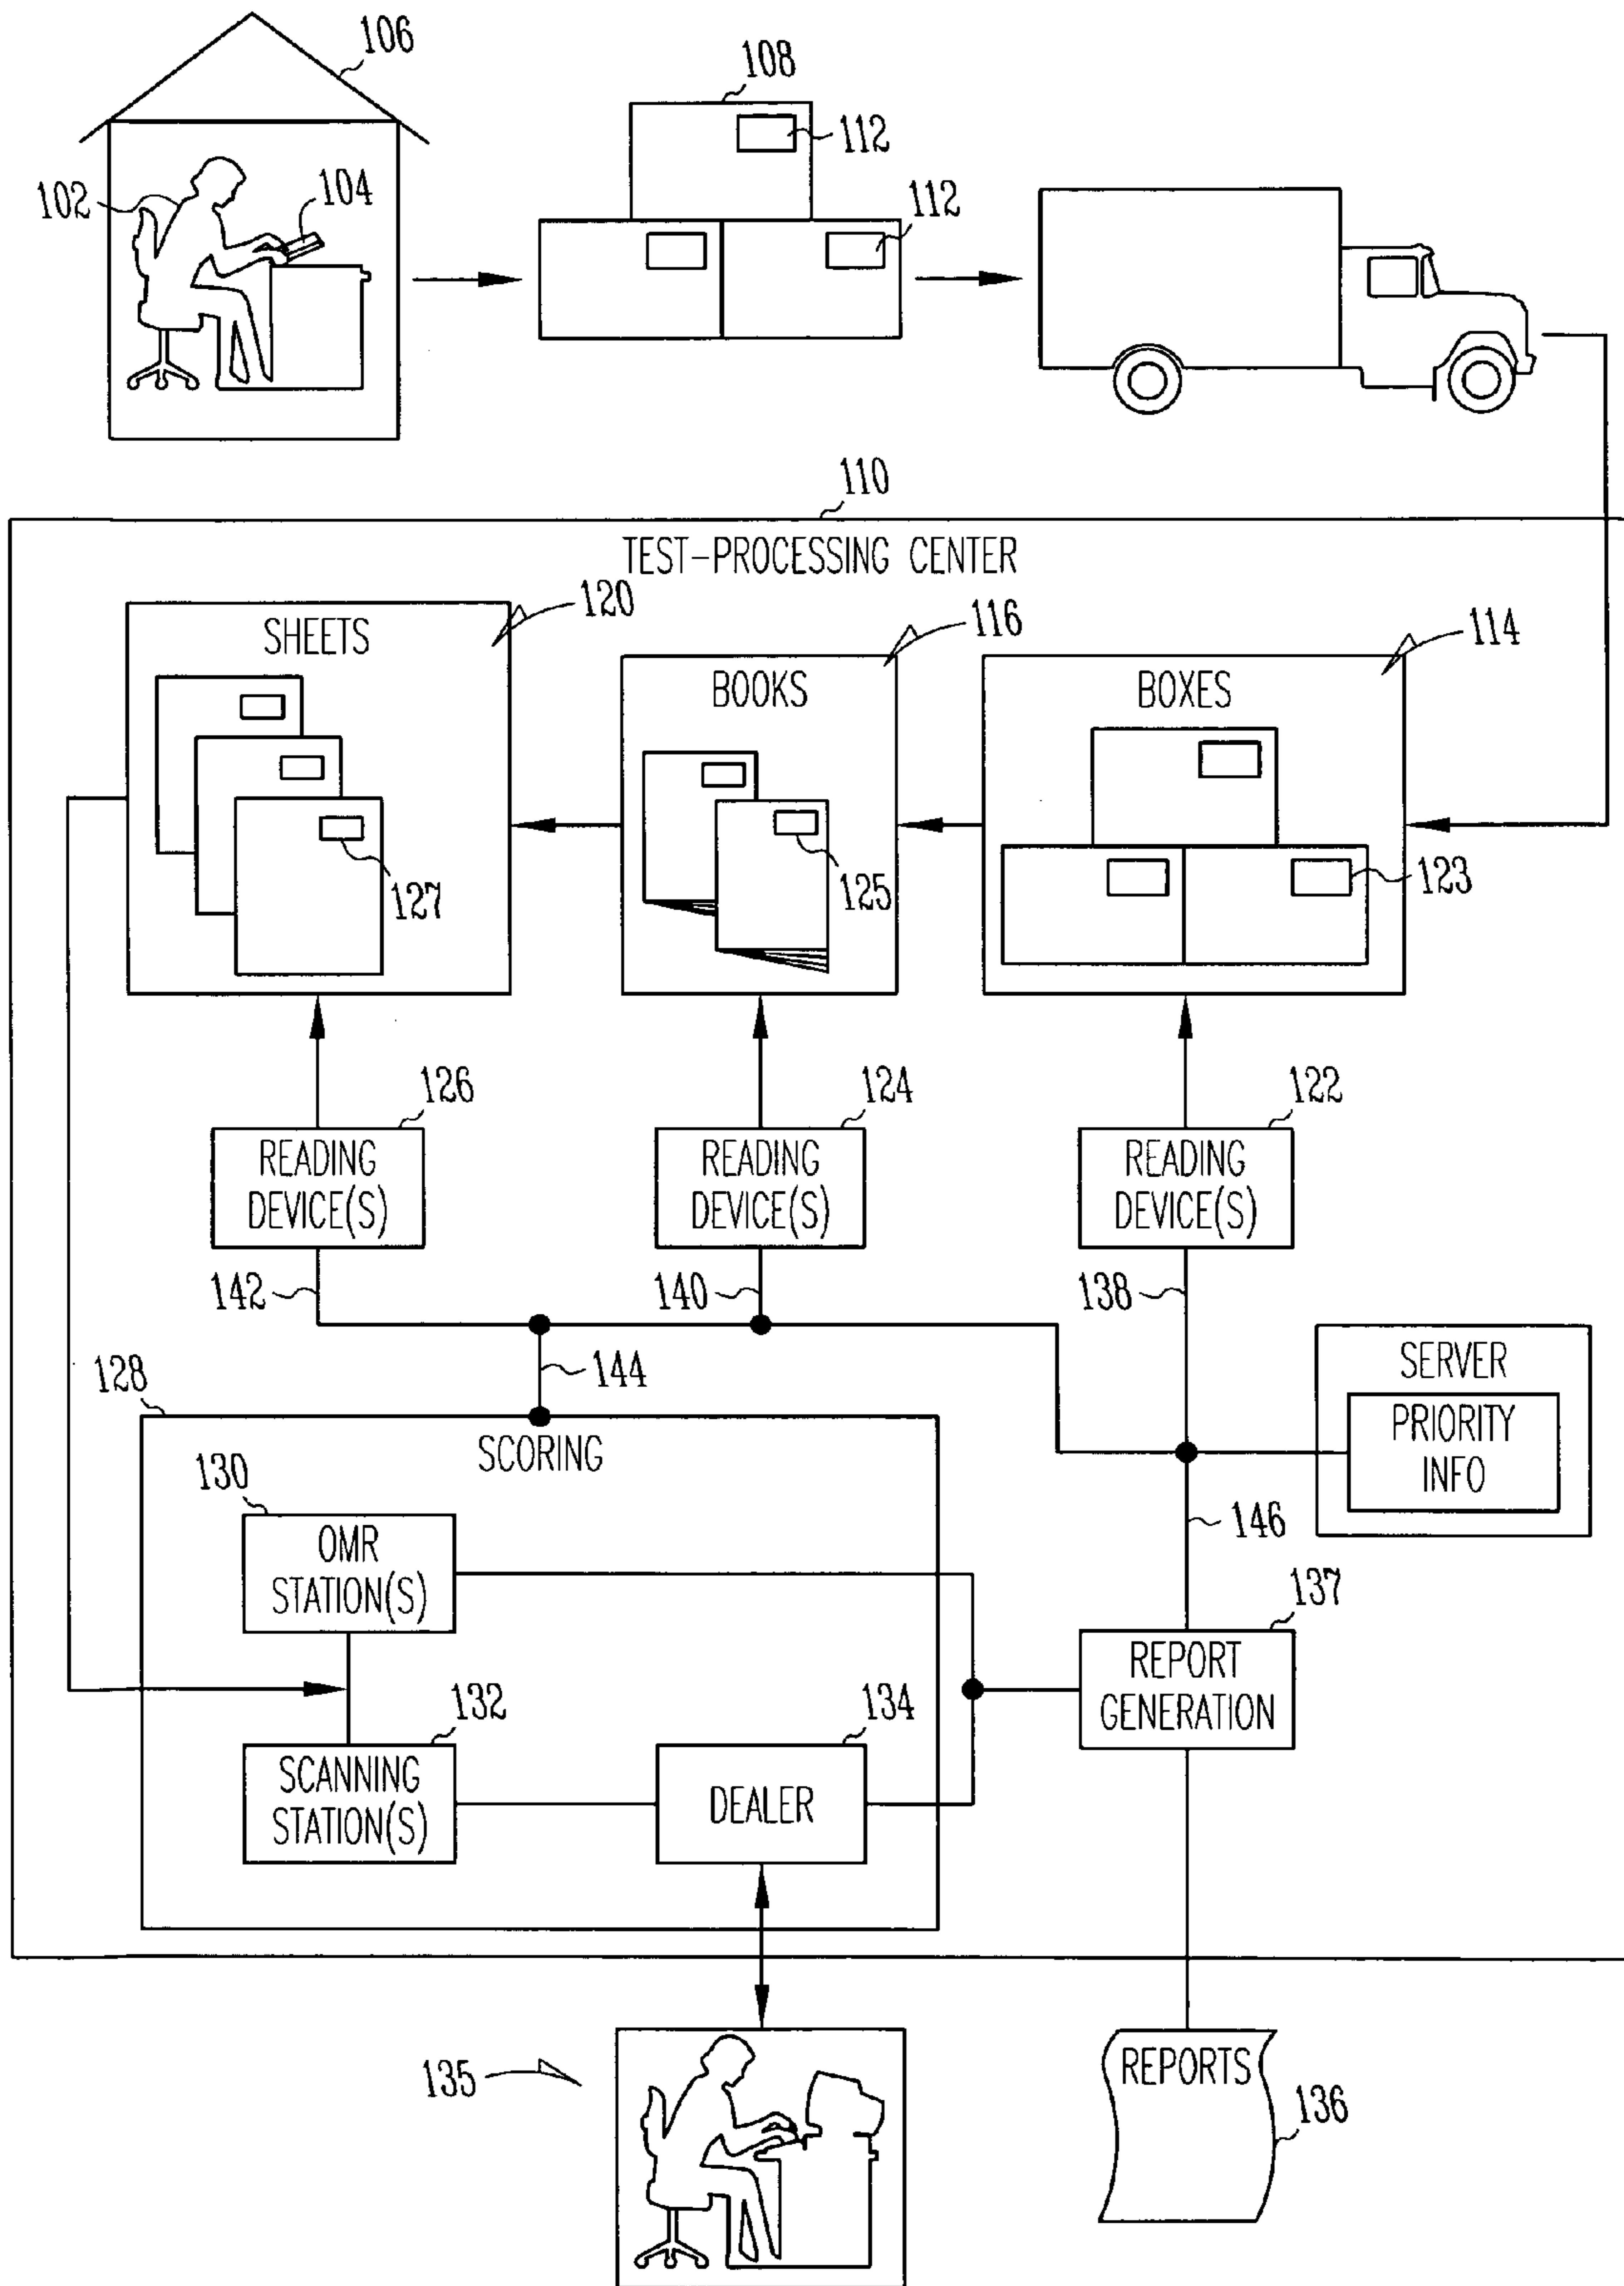 106
108
112
102
104
112
110
TEST-PROCESSING CENTER
120
116
114
SHEETS
BOOKS
BOXES
127
125
123
126
124
122
READING
DEVICE(S)
READING
DEVICE(S)
READING
DEVICE(S)
142
140
138
144
128
SERVER
PRIORITY
INFO
SCORING
130
146
OMR
STATION(S)
137
REPORT
GENERATION
132
134
SCANNING
STATION(S)
DEALER
135
REPORTS
136